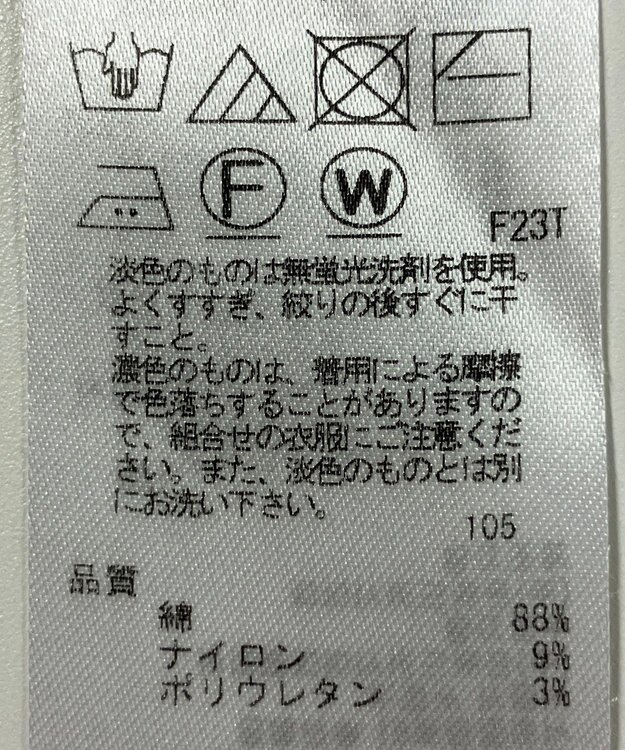 F W
F23T
淡色のものは無蛍光洗剤を使用。
よくすすぎ、絞りの後すぐに干
すこと。
濃色のものは、着用による摩擦
で色落ちすることがありますの
で、組合せの衣服にご注意くだ
さい。また、淡色のものとは別
にお洗い下さい。
105
品質
綿 88%
ナイロン 9%
ポリウレタン 3%